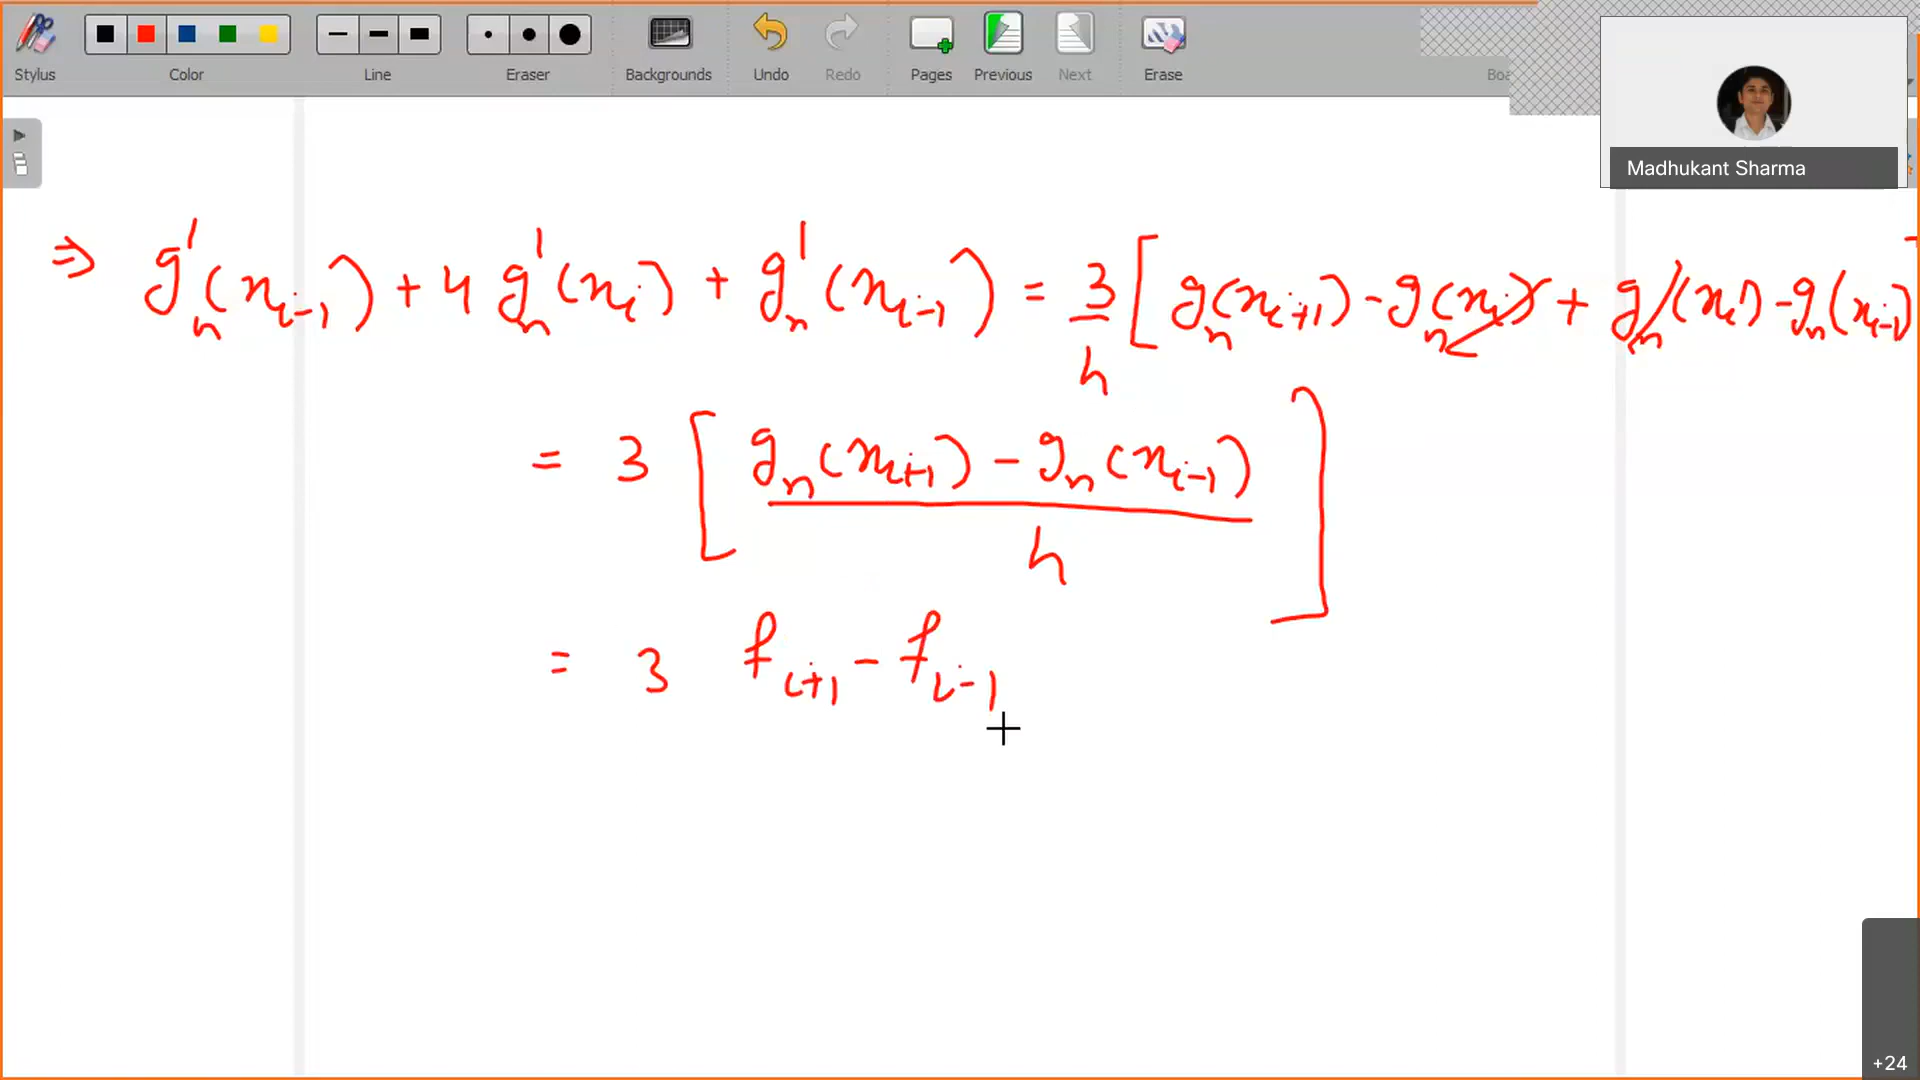 Stylus Color Line Eraser Backgrounds Undo Redo Pages Previous Next Erase
Madhukant Sharma
⇒ g'ₙ(xᵢ₋₁) + 4 g'ₙ(xᵢ) + g'ₙ(xᵢ₋₁) = 3/h [ gₙ(xᵢ₊₁) - gₙ(xᵢ) + gₙ(xᵢ) - gₙ(xᵢ₋₁) ]
= 3 [ (gₙ(xᵢ₊₁) - gₙ(xᵢ₋₁)) / h ]
= 3 fᵢ₊₁ - fᵢ₋₁
+24